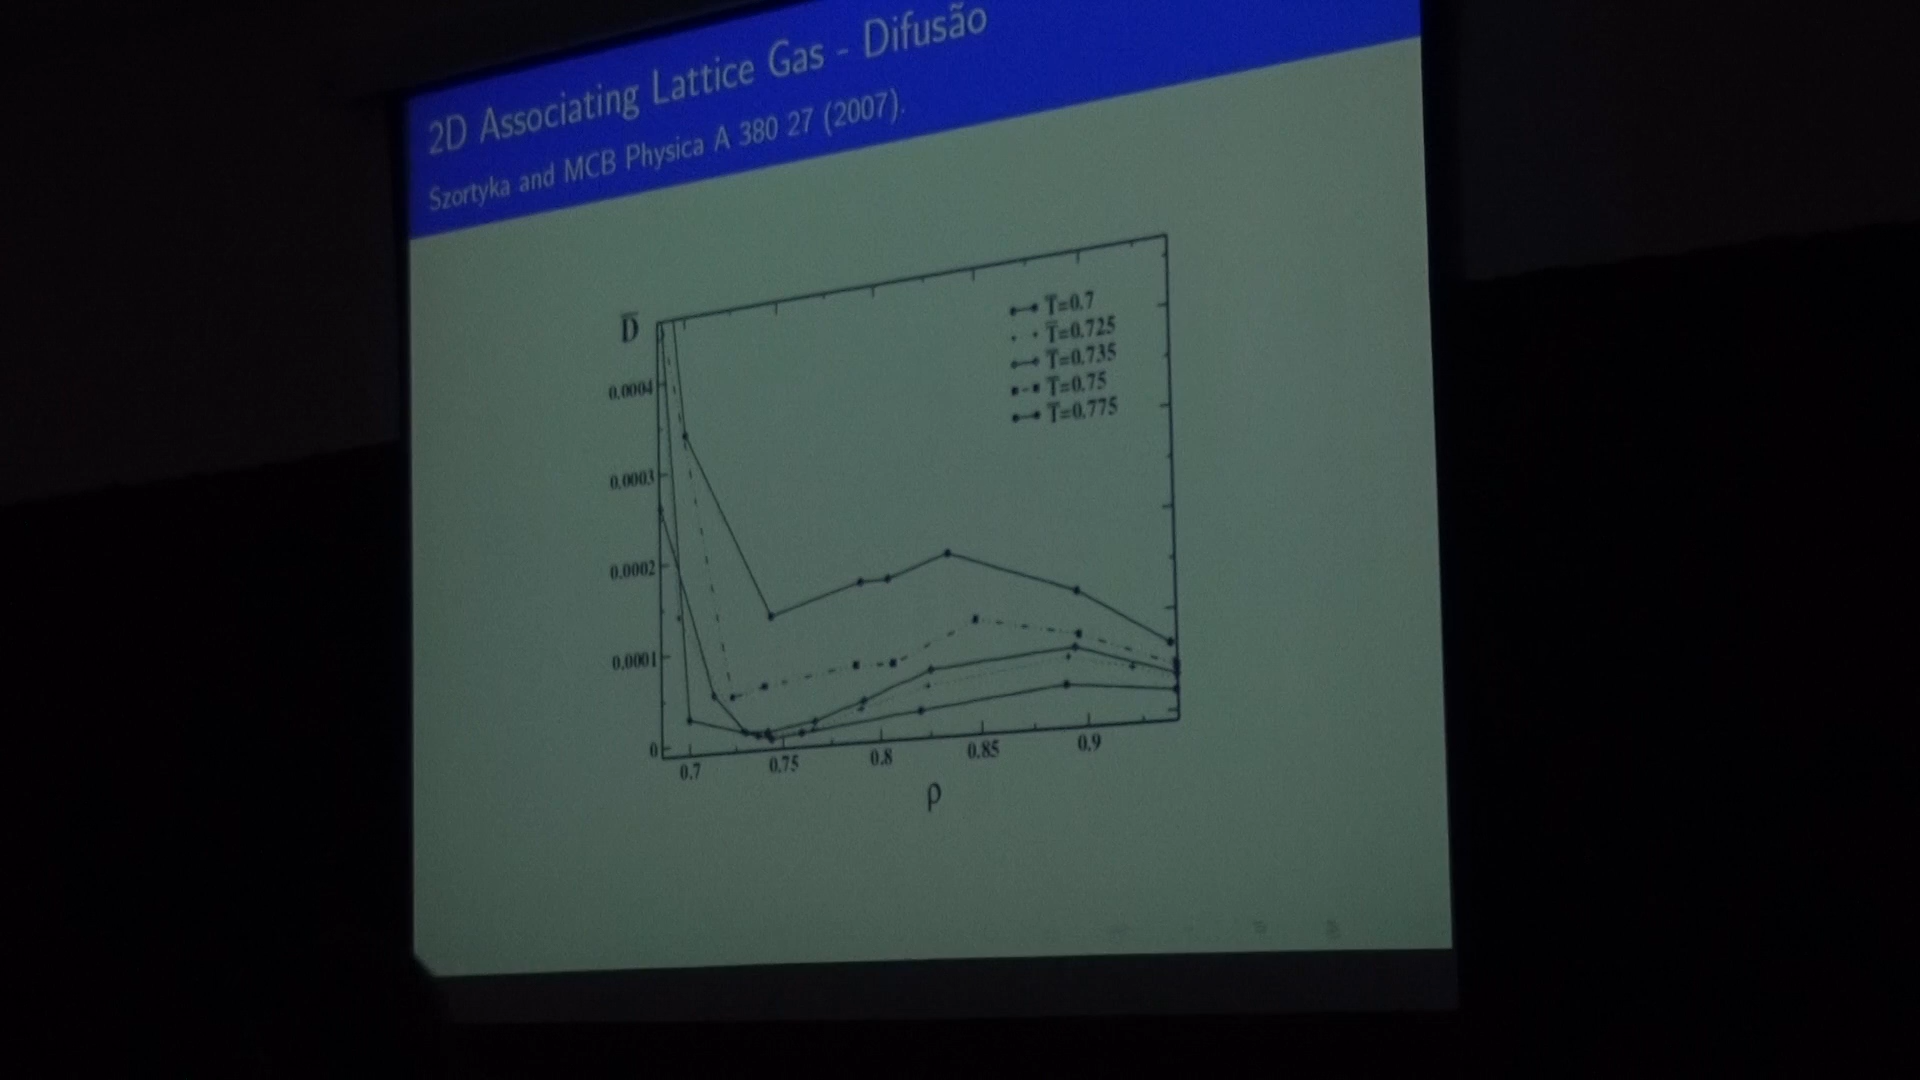 2D Associating Lattice Gas - Difusão
Szortyka and MCB Physica A 380 27 (2007).
D̅
T̅=0.7
T̅=0.725
T̅=0.735
T̅=0.75
T̅=0.775
0.0004
0.0003
0.0002
0.0001
0
0.7 0.75 0.8 0.85 0.9
ρ